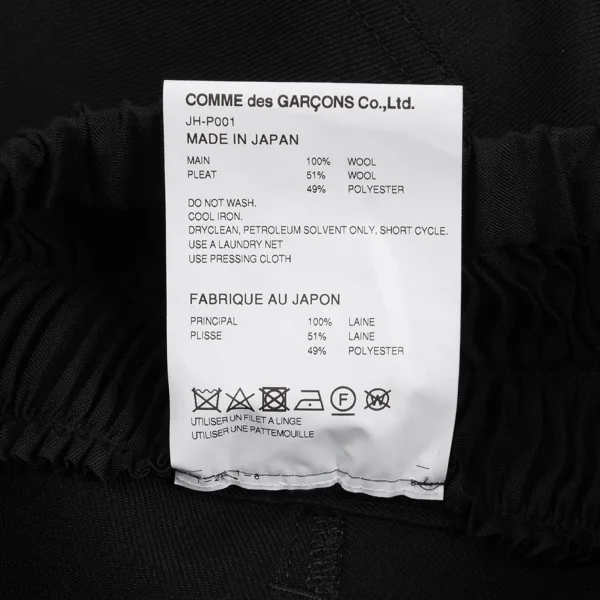 COMME des GARÇONS Co.,Ltd.
JH-P001
MADE IN JAPAN
MAIN 100% WOOL
PLEAT 51% WOOL
49% POLYESTER
DO NOT WASH.
COOL IRON.
DRYCLEAN, PETROLEUM SOLVENT ONLY, SHORT CYCLE.
USE A LAUNDRY NET
USE PRESSING CLOTH
FABRIQUE AU JAPON
PRINCIPAL 100% LAINE
PLISSE 51% LAINE
49% POLYESTER
F W
UTILISER UN FILET A LINGE
UTILISER UNE PATTEMOUILLE